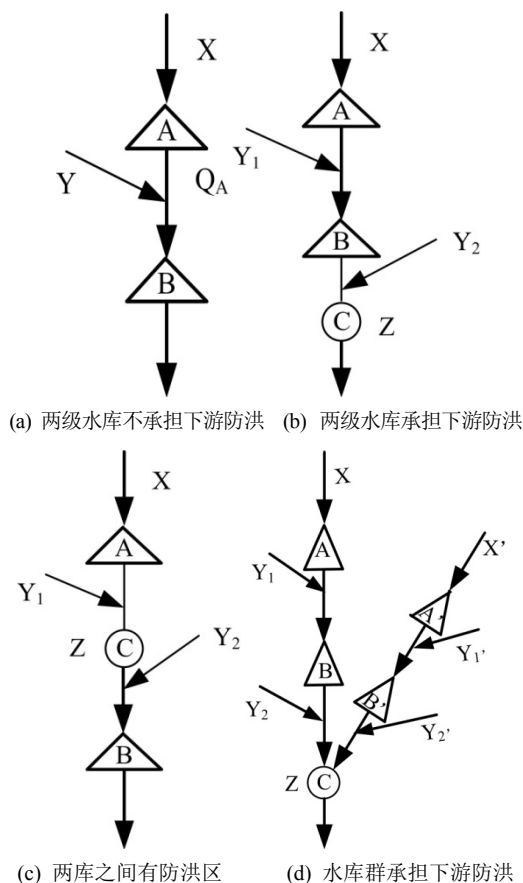 X
A
Y
Q_A
B
(a) 两级水库不承担下游防洪
X
A
Y₁
B
Y₂
C Z
(b) 两级水库承担下游防洪
X
A
Y₁
Z C Y₂
B
(c) 两库之间有防洪区
X
A
Y₁
B
Y₂
Z C
X'
A'
Y₁'
B'
Y₂'
(d) 水库群承担下游防洪